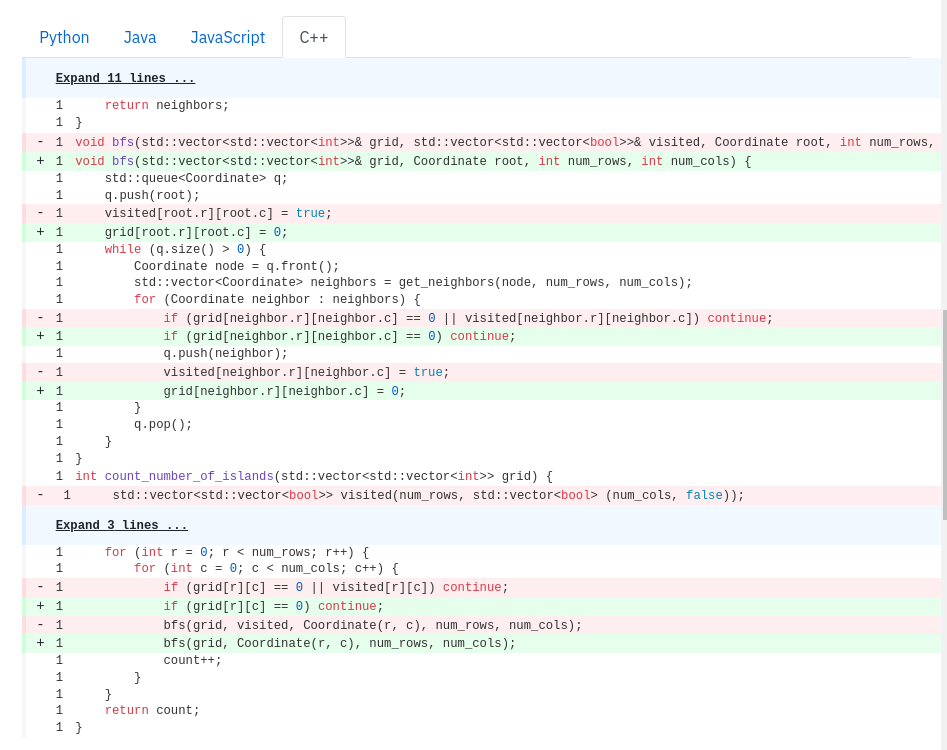 Python Java JavaScript C++
Expand 11 lines ...
1     return neighbors;
1 }
- 1 void bfs(std::vector<std::vector<int>>& grid, std::vector<std::vector<bool>>& visited, Coordinate root, int num_rows,
+ 1 void bfs(std::vector<std::vector<int>>& grid, Coordinate root, int num_rows, int num_cols) {
1     std::queue<Coordinate> q;
1     q.push(root);
- 1     visited[root.r][root.c] = true;
+ 1     grid[root.r][root.c] = 0;
1     while (q.size() > 0) {
1         Coordinate node = q.front();
1         std::vector<Coordinate> neighbors = get_neighbors(node, num_rows, num_cols);
1         for (Coordinate neighbor : neighbors) {
- 1             if (grid[neighbor.r][neighbor.c] == 0 || visited[neighbor.r][neighbor.c]) continue;
+ 1             if (grid[neighbor.r][neighbor.c] == 0) continue;
1             q.push(neighbor);
- 1             visited[neighbor.r][neighbor.c] = true;
+ 1             grid[neighbor.r][neighbor.c] = 0;
1         }
1         q.pop();
1     }
1 }
1 int count_number_of_islands(std::vector<std::vector<int>> grid) {
- 1     std::vector<std::vector<bool>> visited(num_rows, std::vector<bool> (num_cols, false));
Expand 3 lines ...
1     for (int r = 0; r < num_rows; r++) {
1         for (int c = 0; c < num_cols; c++) {
- 1             if (grid[r][c] == 0 || visited[r][c]) continue;
+ 1             if (grid[r][c] == 0) continue;
- 1             bfs(grid, visited, Coordinate(r, c), num_rows, num_cols);
+ 1             bfs(grid, Coordinate(r, c), num_rows, num_cols);
1             count++;
1         }
1     }
1     return count;
1 }